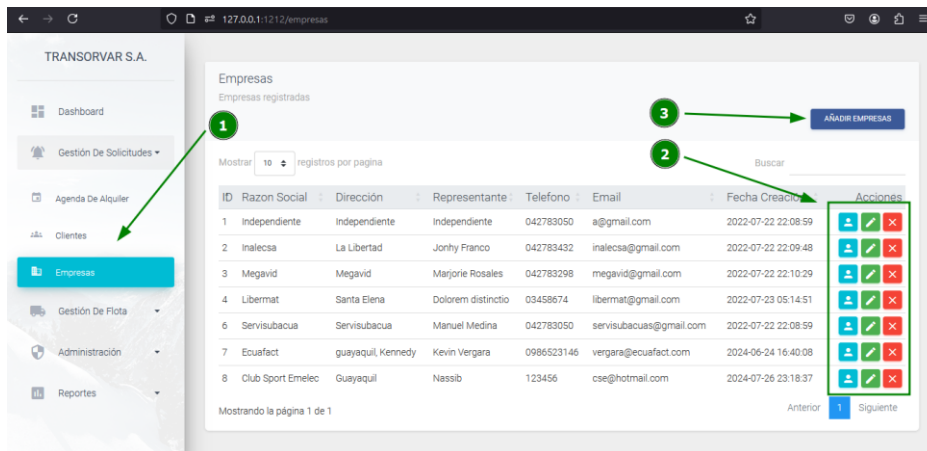 127.0.0.1:1212/empresas
TRANSORVAR S.A.
Dashboard
Gestión De Solicitudes
Agenda De Alquiler
Clientes
Empresas
Gestión De Flota
Administración
Reportes
1
Empresas
Empresas registradas
3
AÑADIR EMPRESAS
2
Mostrar 10 registros por pagina
Buscar
ID Razon Social Dirección Representante Telefono Email Fecha Creación Acciones
1 Independiente Independiente Independiente 042783050 a@gmail.com 2022-07-22 22:08:59
2 Inalecsa La Libertad Jonhy Franco 042783432 inalecsa@gmail.com 2022-07-22 22:09:48
3 Megavid Megavid Marjorie Rosales 042783298 megavid@gmail.com 2022-07-22 22:10:29
4 Libermat Santa Elena Dolorem distinctio 03458674 libermat@gmail.com 2022-07-23 05:14:51
6 Servisubacua Servisubacua Manuel Medina 042783050 servisubacuas@gmail.com 2022-07-22 22:08:59
7 Ecuafact guayaquil, Kennedy Kevin Vergara 0986523146 vergara@ecuafact.com 2024-06-24 16:40:08
8 Club Sport Emelec Guayaquil Nassib 123456 cse@hotmail.com 2024-07-26 23:18:37
Mostrando la página 1 de 1
Anterior 1 Siguiente